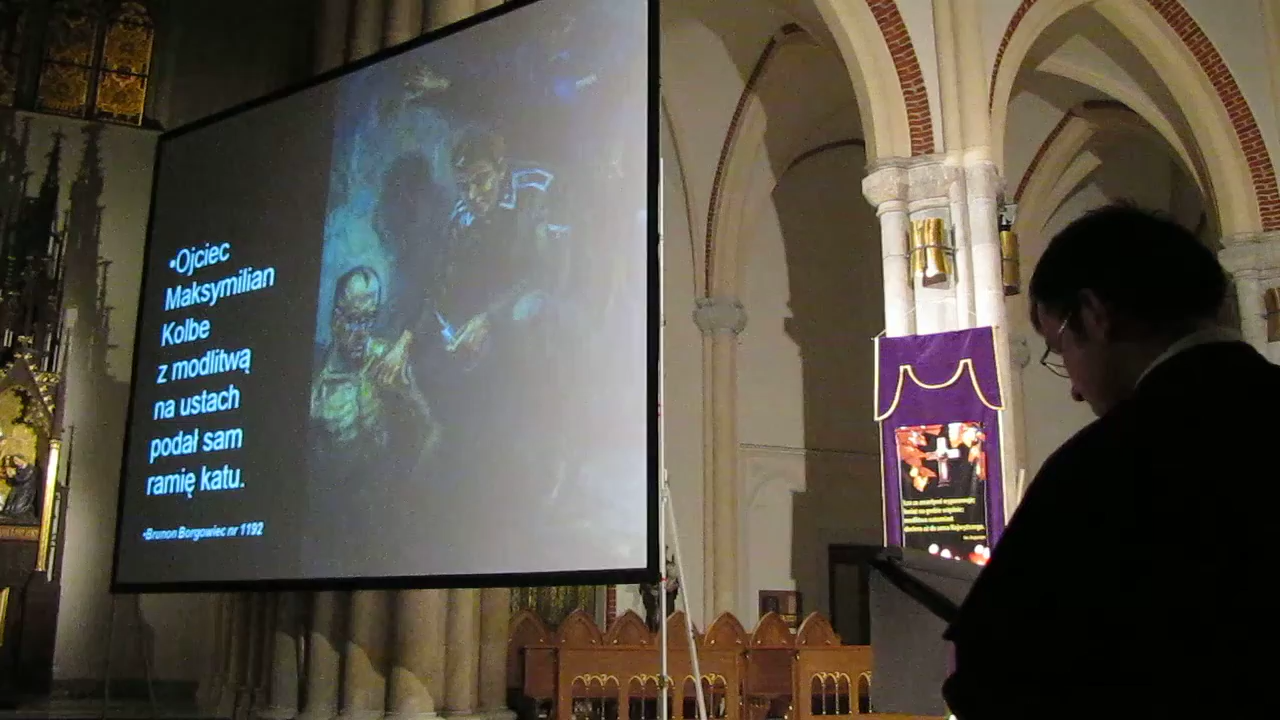 •Ojciec
Maksymilian
Kolbe
z modlitwą
na ustach
podał sam
ramię katu.
•Brunon Borgowiec nr 1192